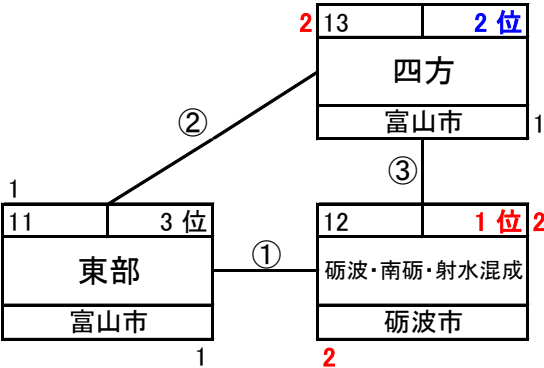 2 13 2 位
四方
富山市 1
②
③
1
11 3 位
東部
富山市
1
①
12 1 位 2
砺波・南砺・射水混成
砺波市
2